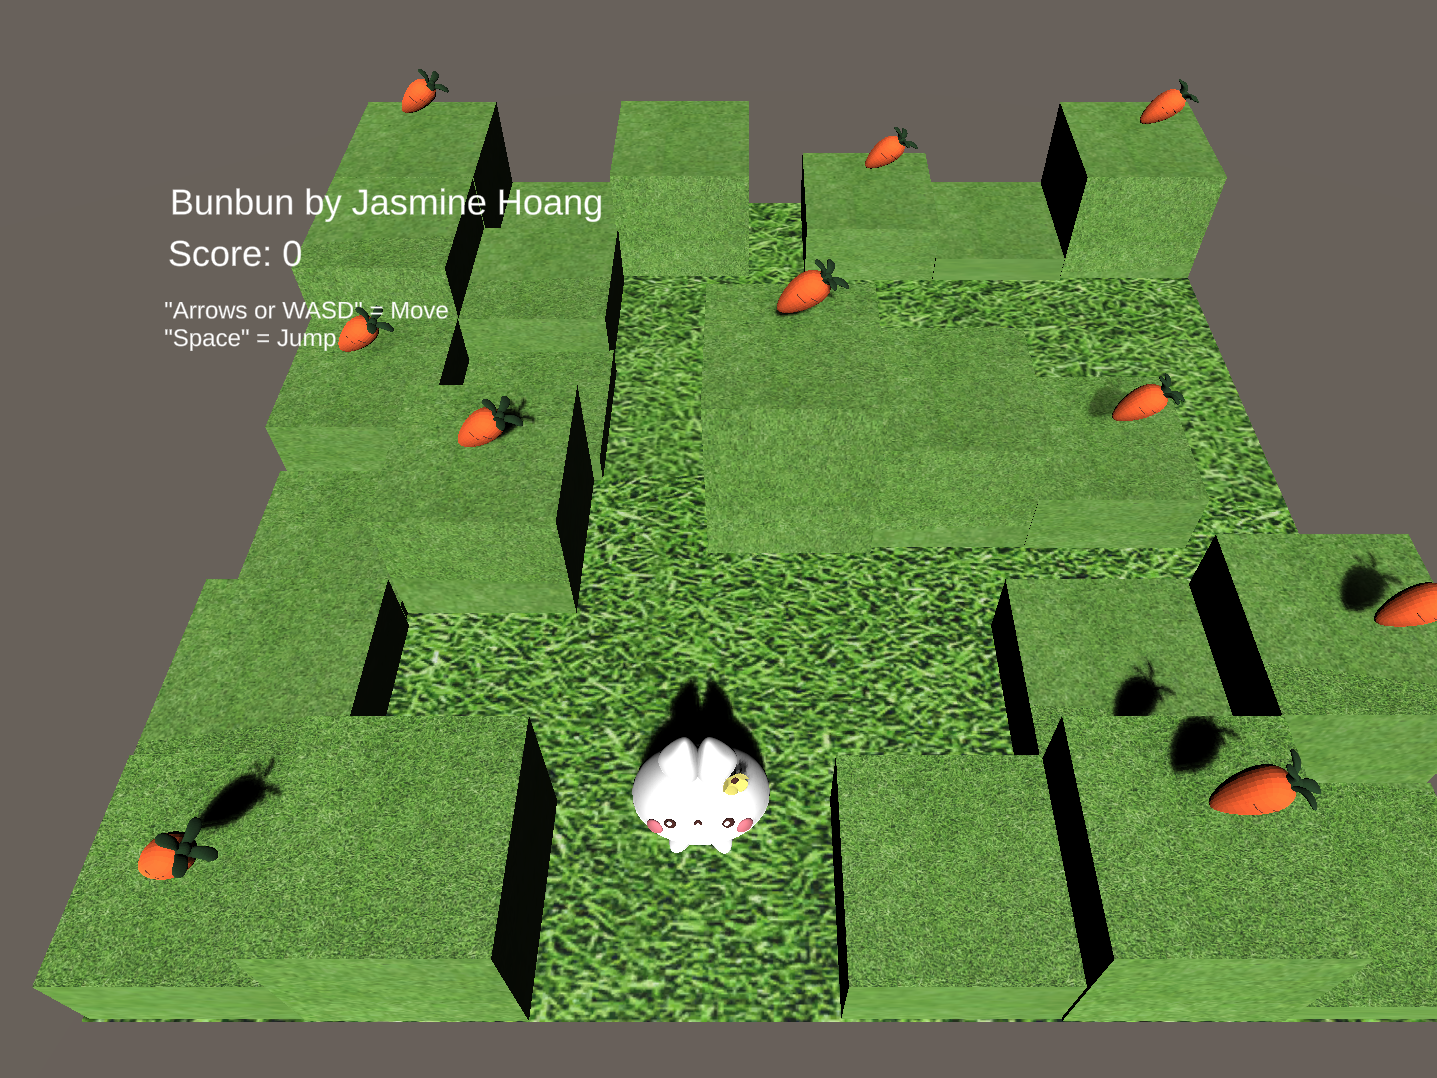 Bunbun by Jasmine Hoang
Score: 0
"Arrows or WASD" = Move
"Space" = Jump